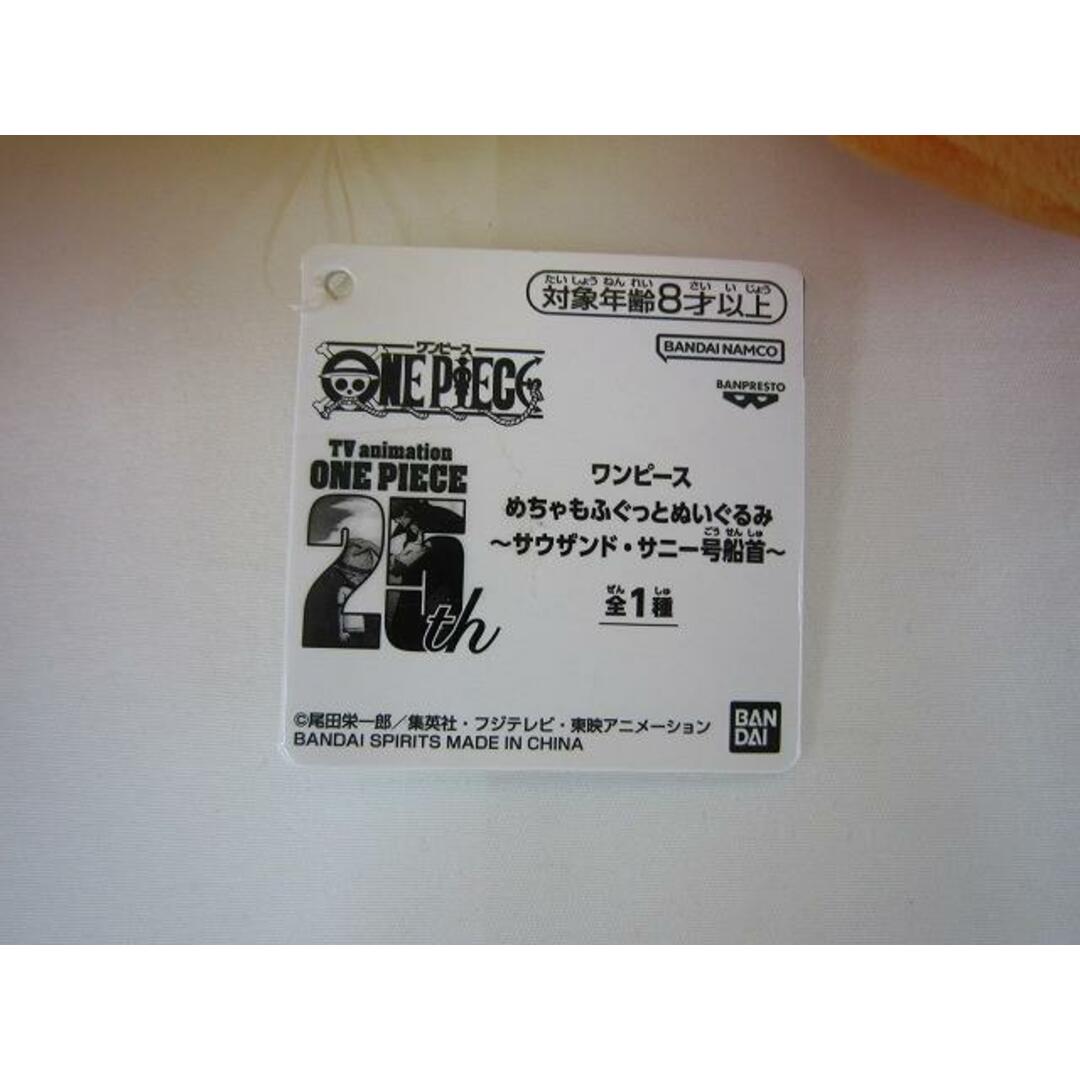 たいしょうねんれい さい いじょう
対象年齢8才以上
BANDAI NAMCO
BANPRESTO
ワンピース
ONE PIECE
TV animation
ONE PIECE
25th
ワンピース
めちゃもふぐっとぬいぐるみ
ごう せん しゅ
～サウザンド・サニー号船首～
ぜん しゅ
全1種
©尾田栄一郎／集英社・フジテレビ・東映アニメーション
BANDAI SPIRITS MADE IN CHINA
BAN
DAI